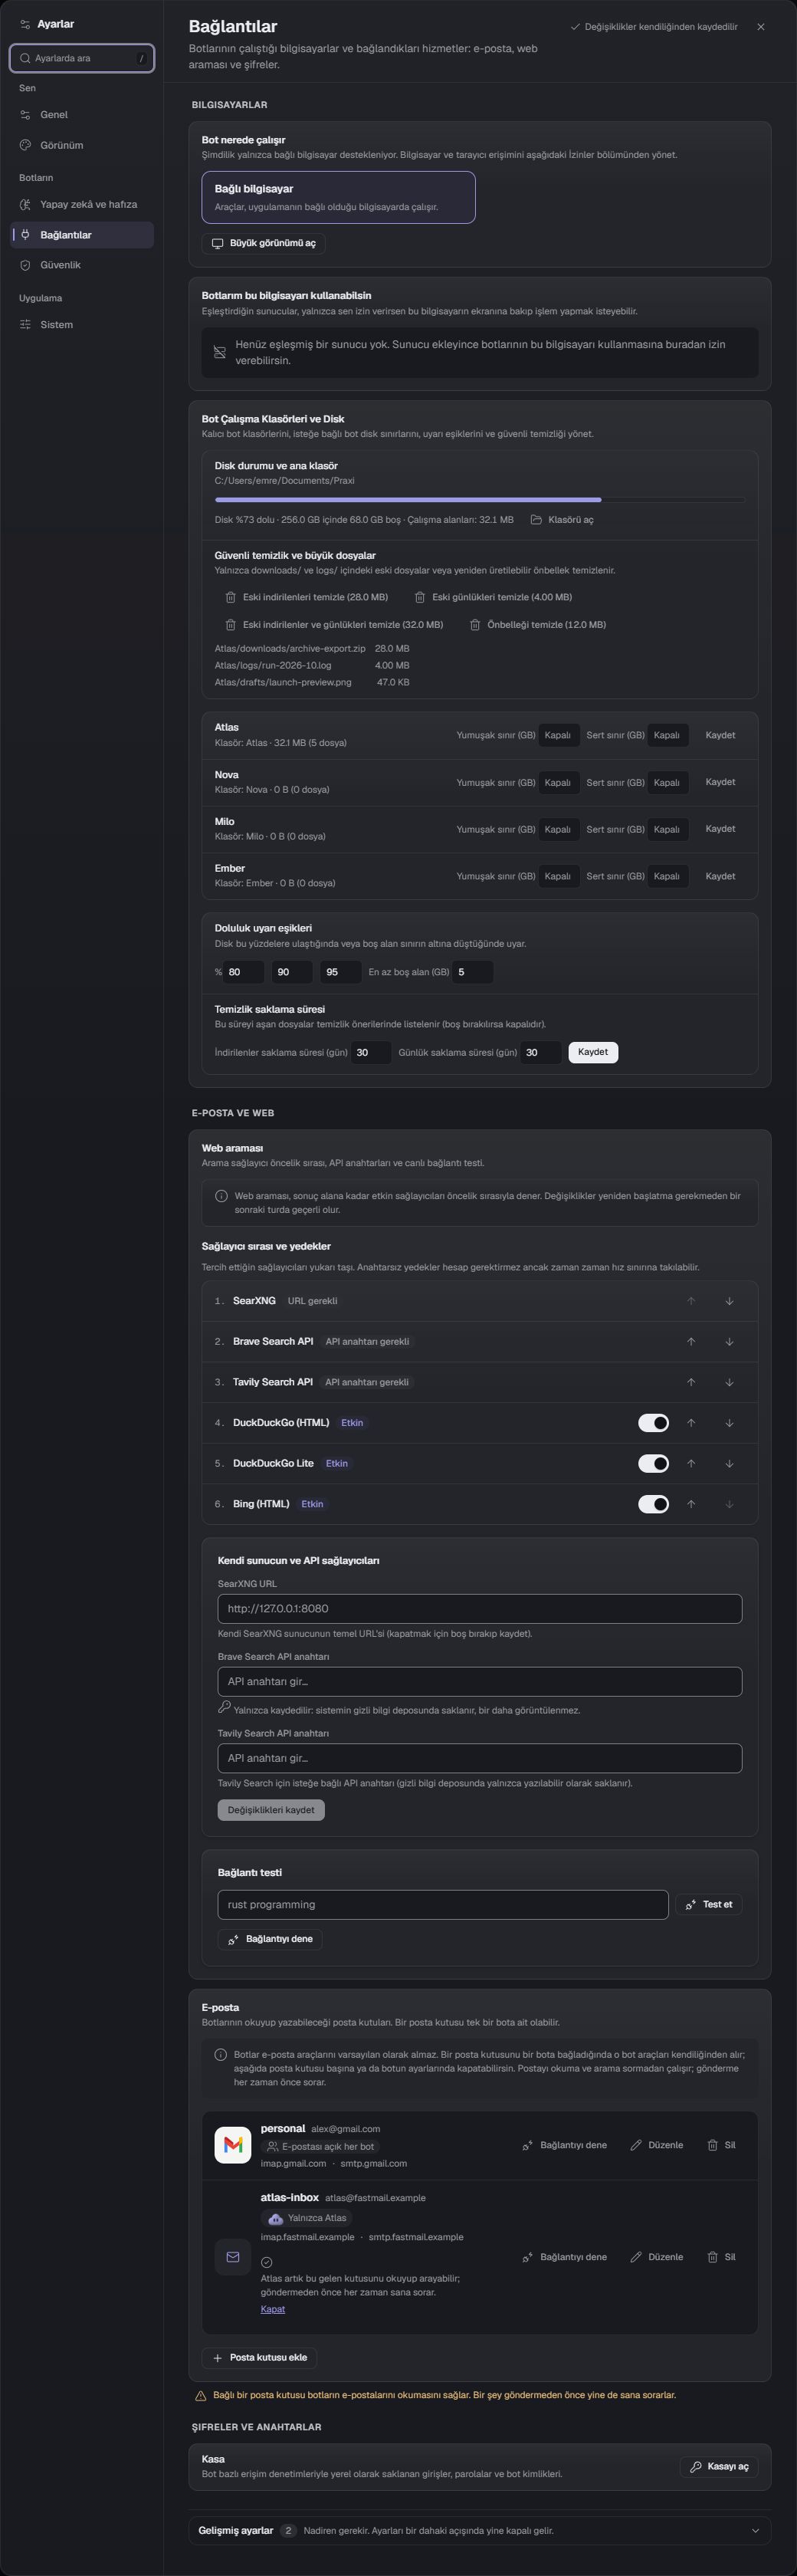 Ayarlar
Ayarlarda ara /
Sen
Genel
Görünüm
Botların
Yapay zekâ ve hafıza
Bağlantılar
Güvenlik
Uygulama
Sistem
Bağlantılar
Değişiklikler kendiliğinden kaydedilir
Botlarının çalıştığı bilgisayarlar ve bağlandıkları hizmetler: e-posta, web
araması ve şifreler.
BILGISAYARLAR
Bot nerede çalışır
Şimdilik yalnızca bağlı bilgisayar destekleniyor. Bilgisayar ve tarayıcı erişimini aşağıdaki İzinler bölümünden yönet.
Bağlı bilgisayar
Araçlar, uygulamanın bağlı olduğu bilgisayarda çalışır.
Büyük görünümü aç
Botlarım bu bilgisayarı kullanabilsin
Eşleştirdiğin sunucular, yalnızca sen izin verirsen bu bilgisayarın ekranına bakıp işlem yapmak isteyebilir.
Henüz eşleşmiş bir sunucu yok. Sunucu ekleyince botlarının bu bilgisayarı kullanmasına buradan izin
verebilirsin.
Bot Çalışma Klasörleri ve Disk
Kalıcı bot klasörlerini, isteğe bağlı bot disk sınırlarını, uyarı eşiklerini ve güvenli temizliği yönet.
Disk durumu ve ana klasör
C:/Users/emre/Documents/Praxi
Disk %73 dolu · 256.0 GB içinde 68.0 GB boş · Çalışma alanları: 32.1 MB
Klasörü aç
Güvenli temizlik ve büyük dosyalar
Yalnızca downloads/ ve logs/ içindeki eski dosyalar veya yeniden üretilebilir önbellek temizlenir.
Eski indirilenleri temizle (28.0 MB)
Eski günlükleri temizle (4.00 MB)
Eski indirilenler ve günlükleri temizle (32.0 MB)
Önbelleği temizle (12.0 MB)
Atlas/downloads/archive-export.zip 28.0 MB
Atlas/logs/run-2026-10.log 4.00 MB
Atlas/drafts/launch-preview.png 47.0 KB
Atlas
Klasör: Atlas · 32.1 MB (5 dosya)
Yumuşak sınır (GB) Kapalı Sert sınır (GB) Kapalı Kaydet
Nova
Klasör: Nova · 0 B (0 dosya)
Yumuşak sınır (GB) Kapalı Sert sınır (GB) Kapalı Kaydet
Milo
Klasör: Milo · 0 B (0 dosya)
Yumuşak sınır (GB) Kapalı Sert sınır (GB) Kapalı Kaydet
Ember
Klasör: Ember · 0 B (0 dosya)
Yumuşak sınır (GB) Kapalı Sert sınır (GB) Kapalı Kaydet
Doluluk uyarı eşikleri
Disk bu yüzdelere ulaştığında veya boş alan sınırın altına düştüğünde uyar.
% 80 90 95 En az boş alan (GB) 5
Temizlik saklama süresi
Bu süreyi aşan dosyalar temizlik önerilerinde listelenir (boş bırakılırsa kapalıdır).
İndirilenler saklama süresi (gün) 30 Günlük saklama süresi (gün) 30 Kaydet
E-POSTA VE WEB
Web araması
Arama sağlayıcı öncelik sırası, API anahtarları ve canlı bağlantı testi.
Web araması, sonuç alana kadar etkin sağlayıcıları öncelik sırasıyla dener. Değişiklikler yeniden başlatma gerekmeden bir
sonraki turda geçerli olur.
Sağlayıcı sırası ve yedekler
Tercih ettiğin sağlayıcıları yukarı taşı. Anahtarsız yedekler hesap gerektirmez ancak zaman zaman hız sınırına takılabilir.
1. SearXNG URL gerekli
2. Brave Search API API anahtarı gerekli
3. Tavily Search API API anahtarı gerekli
4. DuckDuckGo (HTML) Etkin
5. DuckDuckGo Lite Etkin
6. Bing (HTML) Etkin
Kendi sunucun ve API sağlayıcıları
SearXNG URL
http://127.0.0.1:8080
Kendi SearXNG sunucunun temel URL'si (kapatmak için boş bırakıp kaydet).
Brave Search API anahtarı
API anahtarı gir...
Yalnızca kaydedilir: sistemin gizli bilgi deposunda saklanır, bir daha görüntülenmez.
Tavily Search API anahtarı
API anahtarı gir...
Tavily Search için isteğe bağlı API anahtarı (gizli bilgi deposunda yalnızca yazılabilir olarak saklanır).
Değişiklikleri kaydet
Bağlantı testi
rust programming
Test et
Bağlantıyı dene
E-posta
Botlarının okuyup yazabileceği posta kutuları. Bir posta kutusu tek bir bota ait olabilir.
Botlar e-posta araçlarını varsayılan olarak almaz. Bir posta kutusunu bir bota bağladığında o bot araçları kendiliğinden alır;
aşağıda posta kutusu başına ya da botun ayarlarında kapatabilirsin. Postayı okuma ve arama sormadan çalışır; gönderme
her zaman önce sorar.
personal alex@gmail.com
E-postası açık her bot
imap.gmail.com · smtp.gmail.com
Bağlantıyı dene Düzenle Sil
atlas-inbox atlas@fastmail.example
Yalnızca Atlas
imap.fastmail.example · smtp.fastmail.example
Bağlantıyı dene Düzenle Sil
Atlas artık bu gelen kutusunu okuyup arayabilir;
göndermeden önce her zaman sana sorar.
Kapat
Posta kutusu ekle
Bağlı bir posta kutusu botların e-postalarını okumasını sağlar. Bir şey göndermeden önce yine de sana sorarlar.
ŞIFRELER VE ANAHTARLAR
Kasa
Bot bazlı erişim denetimleriyle yerel olarak saklanan girişler, parolalar ve bot kimlikleri.
Kasayı aç
Gelişmiş ayarlar 2 Nadiren gerekir. Ayarları bir dahaki açışında yine kapalı gelir.